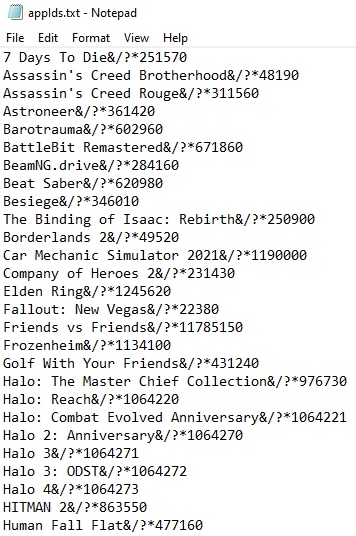 appIds.txt - Notepad
File Edit Format View Help
7 Days To Die&/?*251570
Assassin's Creed Brotherhood&/?*48190
Assassin's Creed Rouge&/?*311560
Astroneer&/?*361420
Barotrauma&/?*602960
BattleBit Remastered&/?*671860
BeamNG.drive&/?*284160
Beat Saber&/?*620980
Besiege&/?*346010
The Binding of Isaac: Rebirth&/?*250900
Borderlands 2&/?*49520
Car Mechanic Simulator 2021&/?*1190000
Company of Heroes 2&/?*231430
Elden Ring&/?*1245620
Fallout: New Vegas&/?*22380
Friends vs Friends&/?*11785150
Frozenheim&/?*1134100
Golf With Your Friends&/?*431240
Halo: The Master Chief Collection&/?*976730
Halo: Reach&/?*1064220
Halo: Combat Evolved Anniversary&/?*1064221
Halo 2: Anniversary&/?*1064270
Halo 3&/?*1064271
Halo 3: ODST&/?*1064272
Halo 4&/?*1064273
HITMAN 2&/?*863550
Human Fall Flat&/?*477160